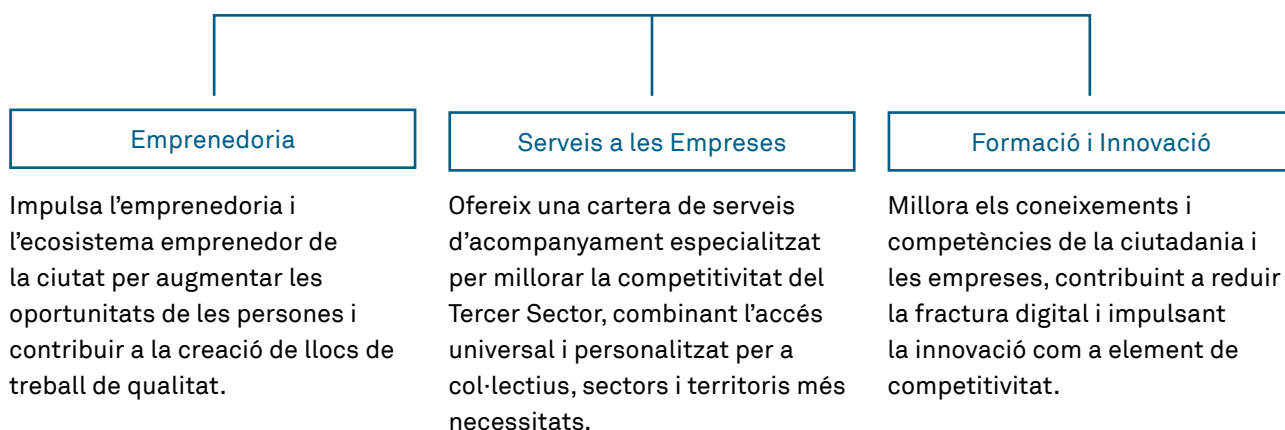 Emprenedoria
Impulsa l’emprenedoria i
l’ecosistema emprenedor de
la ciutat per augmentar les
oportunitats de les persones i
contribuir a la creació de llocs de
treball de qualitat.
Serveis a les Empreses
Ofereix una cartera de serveis
d’acompanyament especialitzat
per millorar la competitivitat del
Tercer Sector, combinant l’accés
universal i personalitzat per a
col·lectius, sectors i territoris més
necessitats.
Formació i Innovació
Millora els coneixements i
competències de la ciutadania i
les empreses, contribuint a reduir
la fractura digital i impulsant
la innovació com a element de
competitivitat.